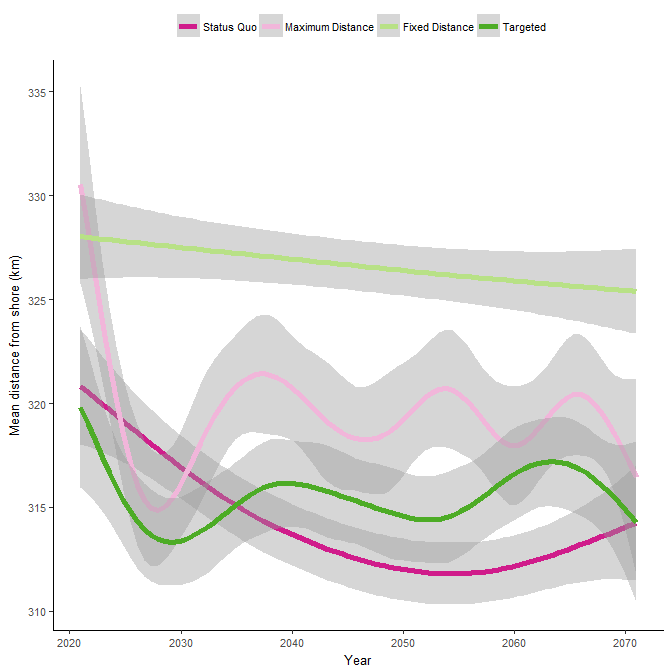 Status Quo Maximum Distance Fixed Distance Targeted
Mean distance from shore (km)
335
330
325
320
315
310
2020 2030 2040 2050 2060 2070
Year